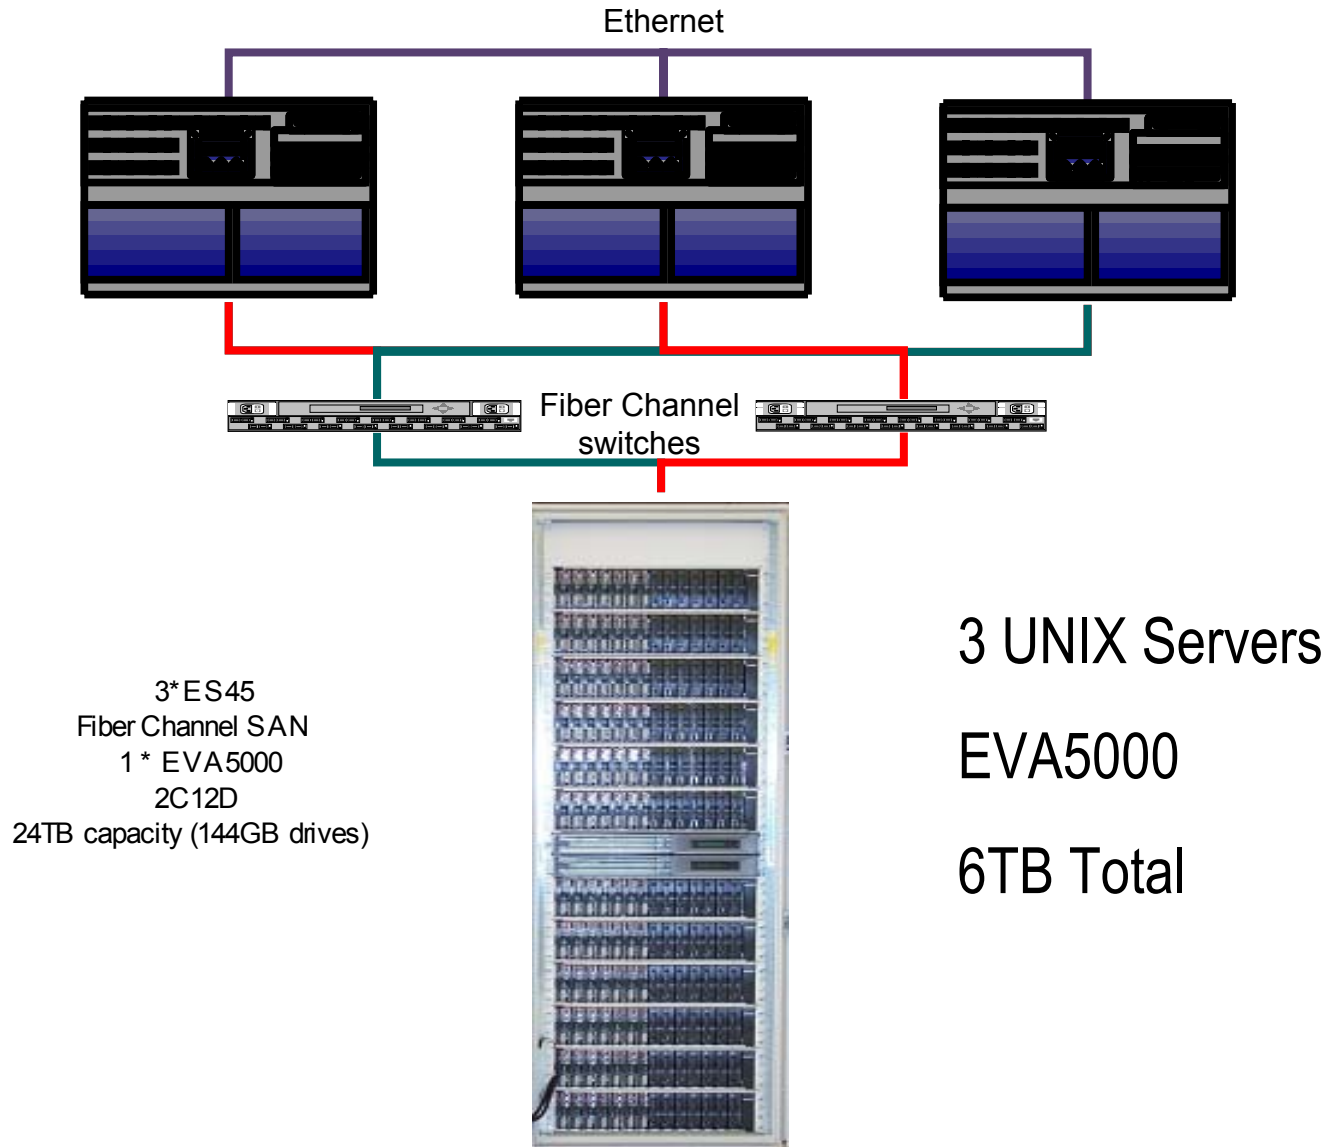 Ethernet
Fiber Channel
switches
3*ES45
Fiber Channel SAN
1 * EVA5000
2C12D
24TB capacity (144GB drives)
3 UNIX Servers
EVA5000
6TB Total